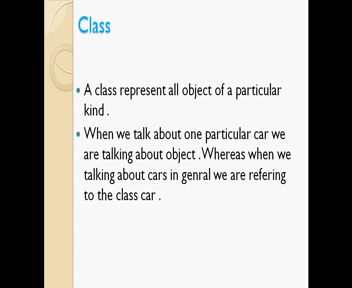 Class
A class represent all object of a particular
kind .
When we talk about one particular car we
are talking about object .Whereas when we
talking about cars in genral we are refering
to the class car .